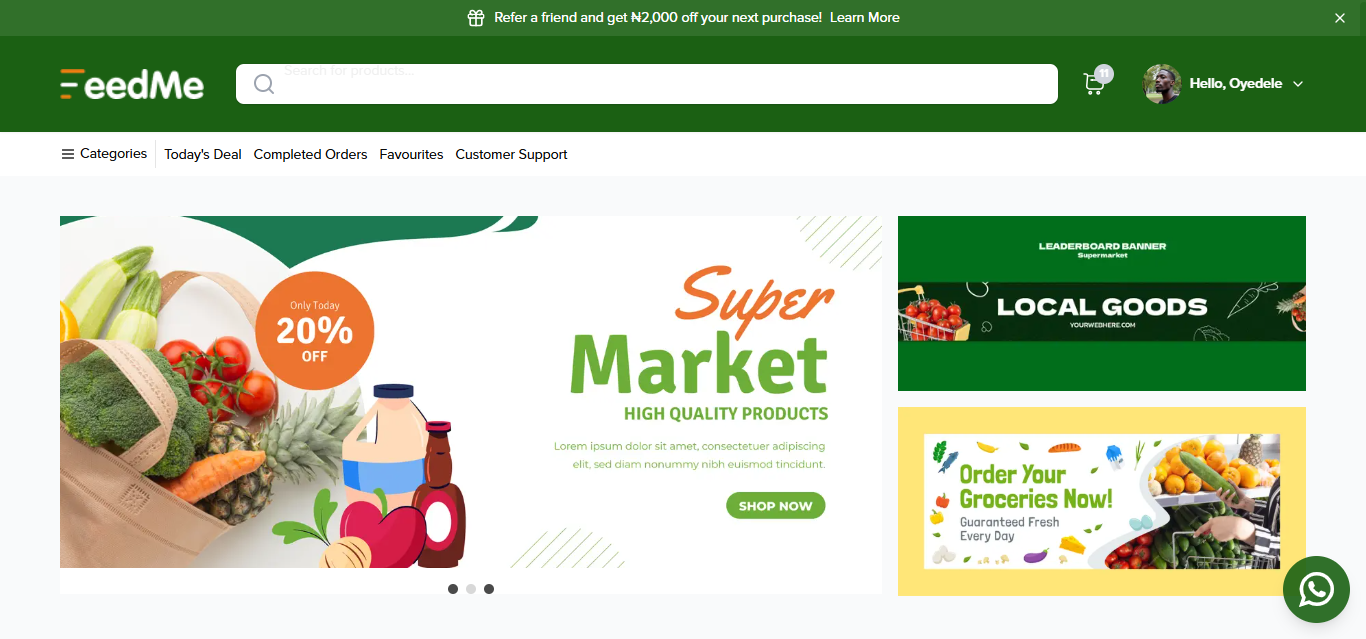 Refer a friend and get ₦2,000 off your next purchase! Learn More
FeedMe
Search for products...
11
Hello, Oyedele
Categories
Today's Deal
Completed Orders
Favourites
Customer Support
Only Today
20%
OFF
Super
Market
HIGH QUALITY PRODUCTS
Lorem ipsum dolor sit amet, consectetuer adipiscing
elit, sed diam nonummy nibh euismod tincidunt.
SHOP NOW
LEADERBOARD BANNER
Supermarket
LOCAL GOODS
YOURWEBHERE.COM
Order Your
Groceries Now!
Guaranteed Fresh
Every Day